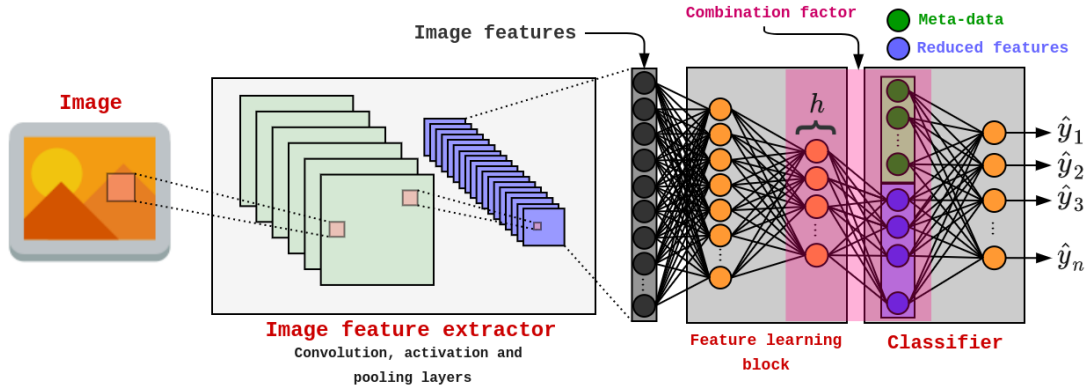 Combination factor
Meta-data
Reduced features
Image features
Image
h
ŷ₁
ŷ₂
ŷ₃
ŷₙ
Image feature extractor
Convolution, activation and
pooling layers
Feature learning
block
Classifier